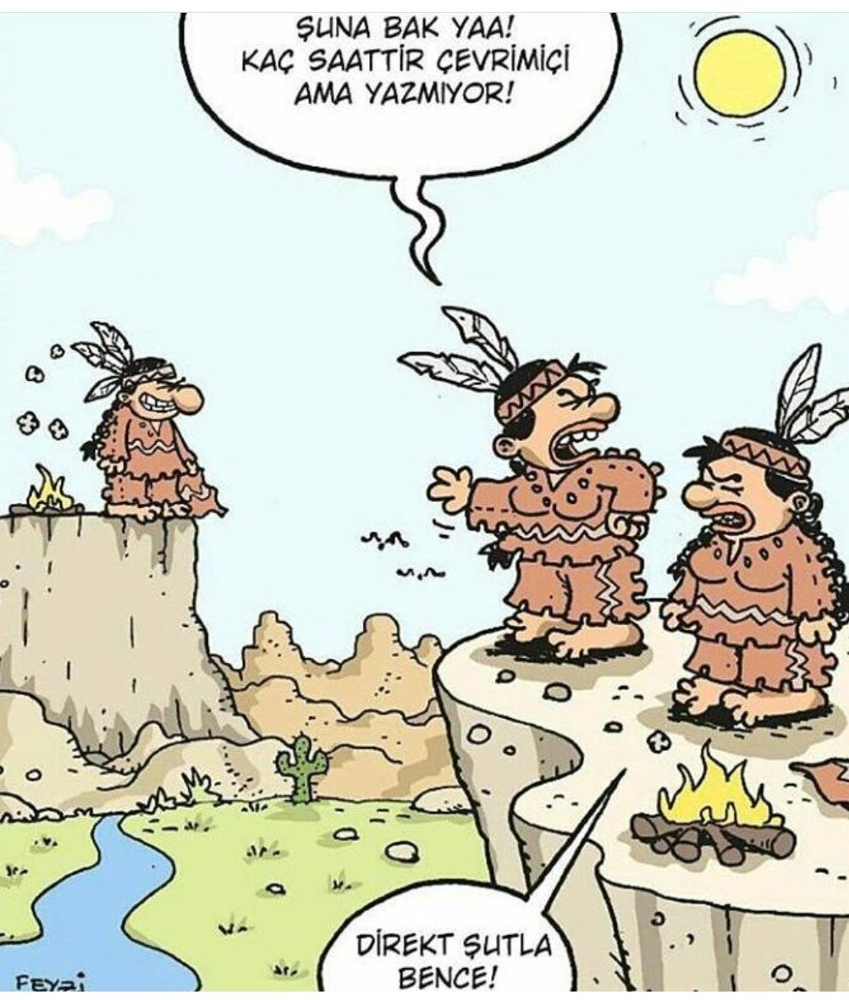 ŞUNA BAK YAA!
KAÇ SAATTİR ÇEVRİMİÇİ
AMA YAZMIYOR!
DİREKT ŞUTLA
BENCE!
FEYZİ